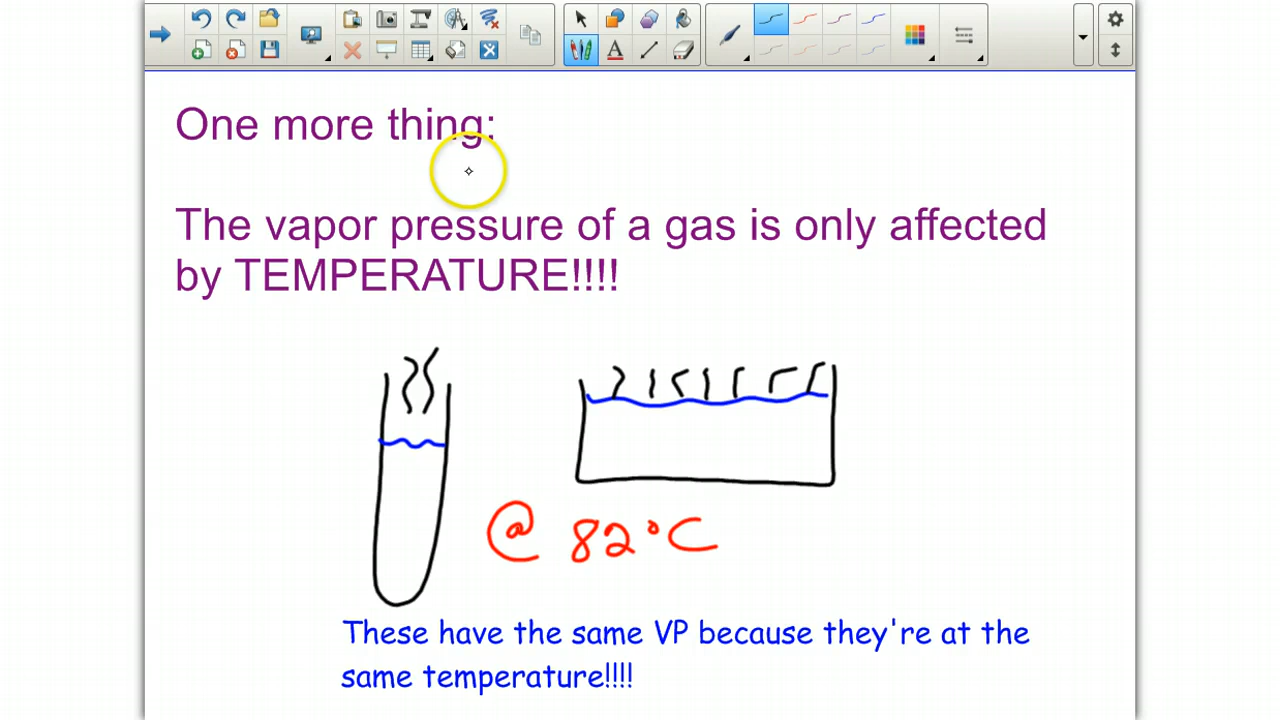 One more thing:
The vapor pressure of a gas is only affected
by TEMPERATURE!!!!
@ 82°C
These have the same VP because they're at the
same temperature!!!!